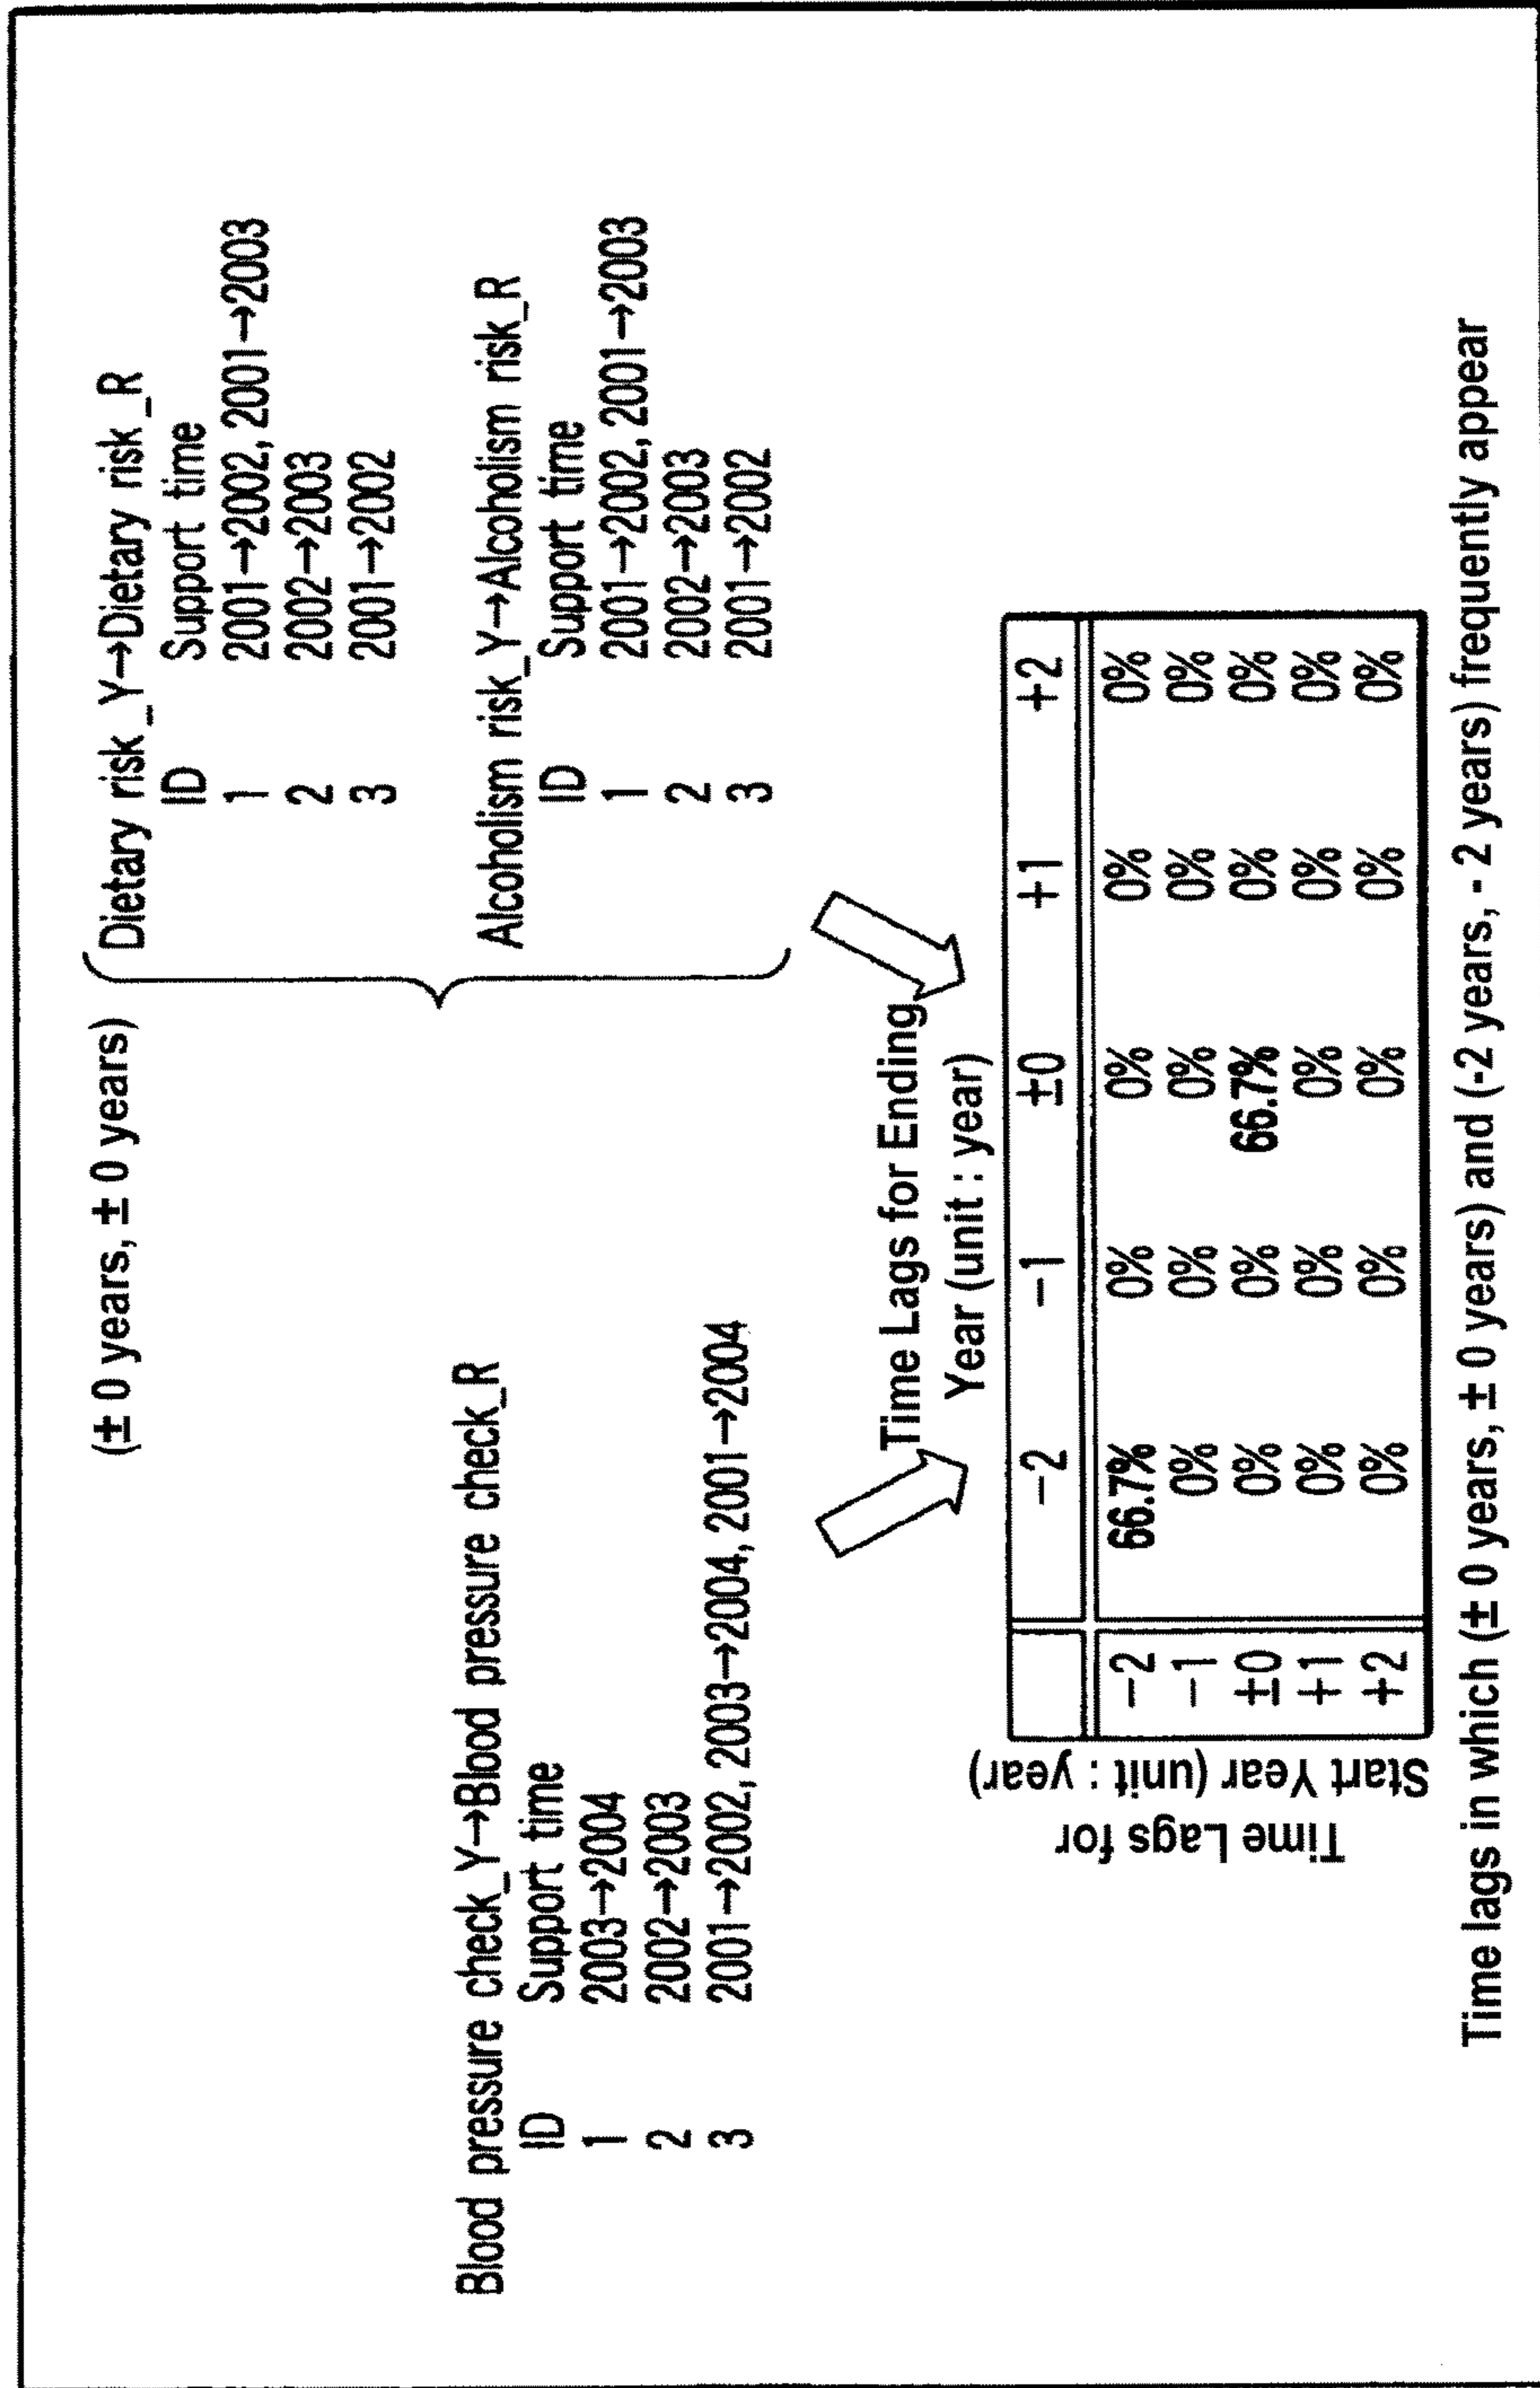 (± 0 years, ± 0 years)
Dietary risk_Y→Dietary risk_R
ID Support time
1 2001→2002, 2001→2003
2 2002→2003
3 2001→2002
Blood pressure check_Y→Blood pressure check_R
ID Support time
1 2003→2004
2 2002→2003
3 2001→2002, 2003→2004, 2001→2004
Alcoholism risk_Y→Alcoholism risk_R
ID Support time
1 2001→2002, 2001→2003
2 2002→2003
3 2001→2002
Time Lags for Ending
Year (unit : year)
Time Lags for
Start Year (unit : year)
−2 −1 ±0 +1 +2
−2 66.7% 0% 0% 0% 0%
−1 0% 0% 0% 0% 0%
±0 0% 0% 66.7% 0% 0%
+1 0% 0% 0% 0% 0%
+2 0% 0% 0% 0% 0%
Time lags in which (± 0 years, ± 0 years) and (-2 years, - 2 years) frequently appear